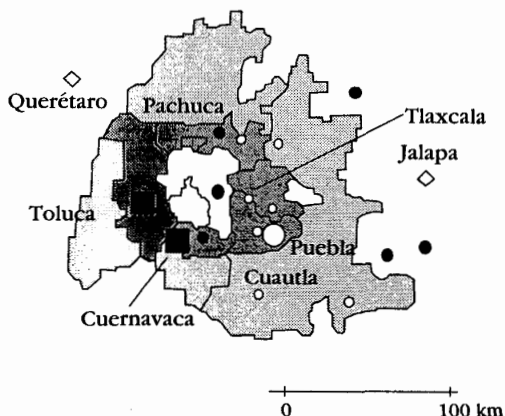 Querétaro
Pachuca
Tlaxcala
Jalapa
Toluca
Puebla
Cuautla
Cuernavaca
0 100 km